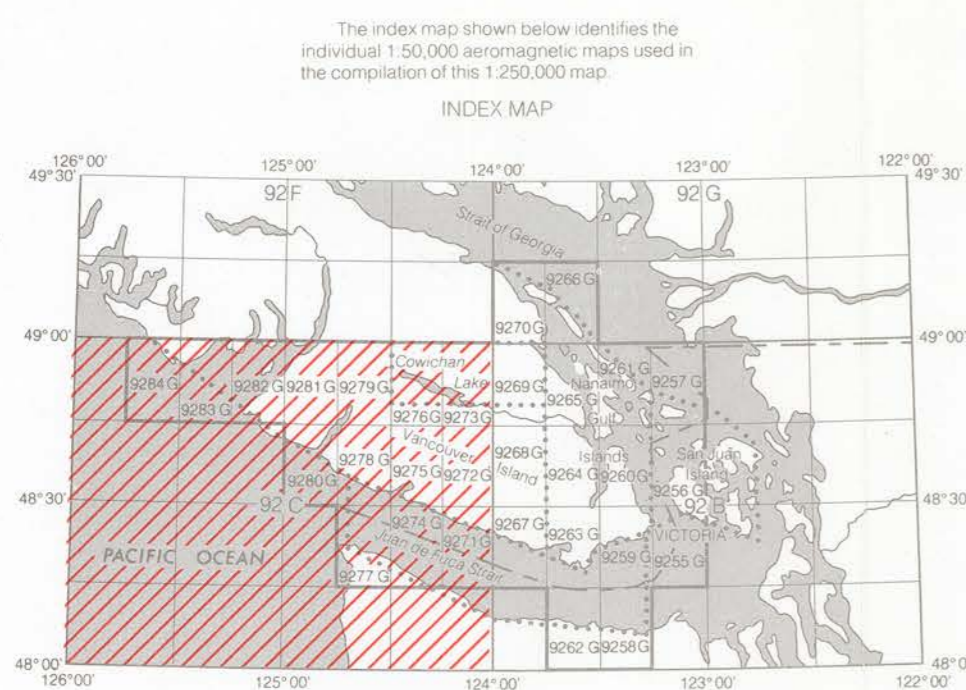 The index map shown below identifies the
individual 1:50,000 aeromagnetic maps used in
the compilation of this 1:250,000 map.
INDEX MAP
126°00' 125°00' 124°00' 123°00' 122°00'
49°30' 92 F 92 G 49°30'
Strait of Georgia
9266 G
9270 G
49°00' 49°00'
Cowichan 9261 G
9284 G 9282 G 9281 G 9279 G Lake 9269 G Nanaimo 9257 G
9283 G 9276 G 9273 G 9265 G Gulf
Vancouver 9268 G San Juan
9278 G 9275 G 9272 G Island 9264 G Islands 9260 G Island
9280 G 9256 G
48°30' 92 C 92 B 48°30'
9274 G 9271 G 9267 G 9263 G VICTORIA
PACIFIC OCEAN Juan de Fuca Strait 9259 G 9255 G
9277 G
9262 G 9258 G
48°00' 48°00'
126°00' 125°00' 124°00' 123°00' 122°00'